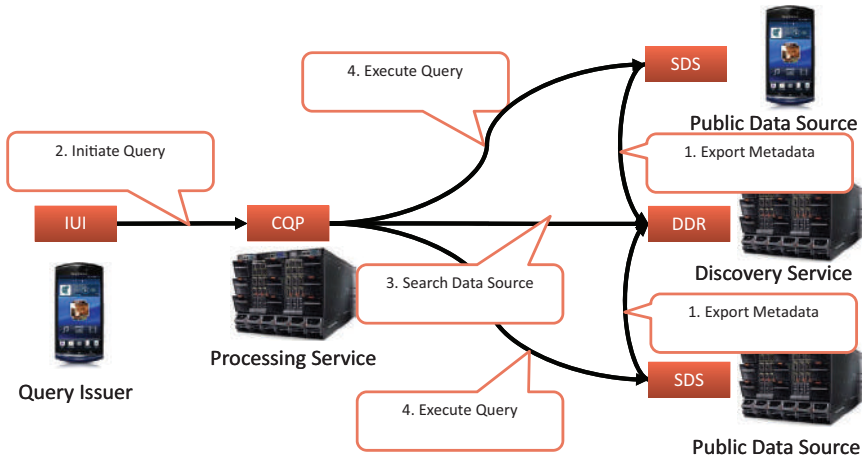 SDS
4. Execute Query
Public Data Source
2. Initiate Query
1. Export Metadata
IUI
CQP
DDR
Discovery Service
3. Search Data Source
1. Export Metadata
Processing Service
SDS
Query Issuer
4. Execute Query
Public Data Source